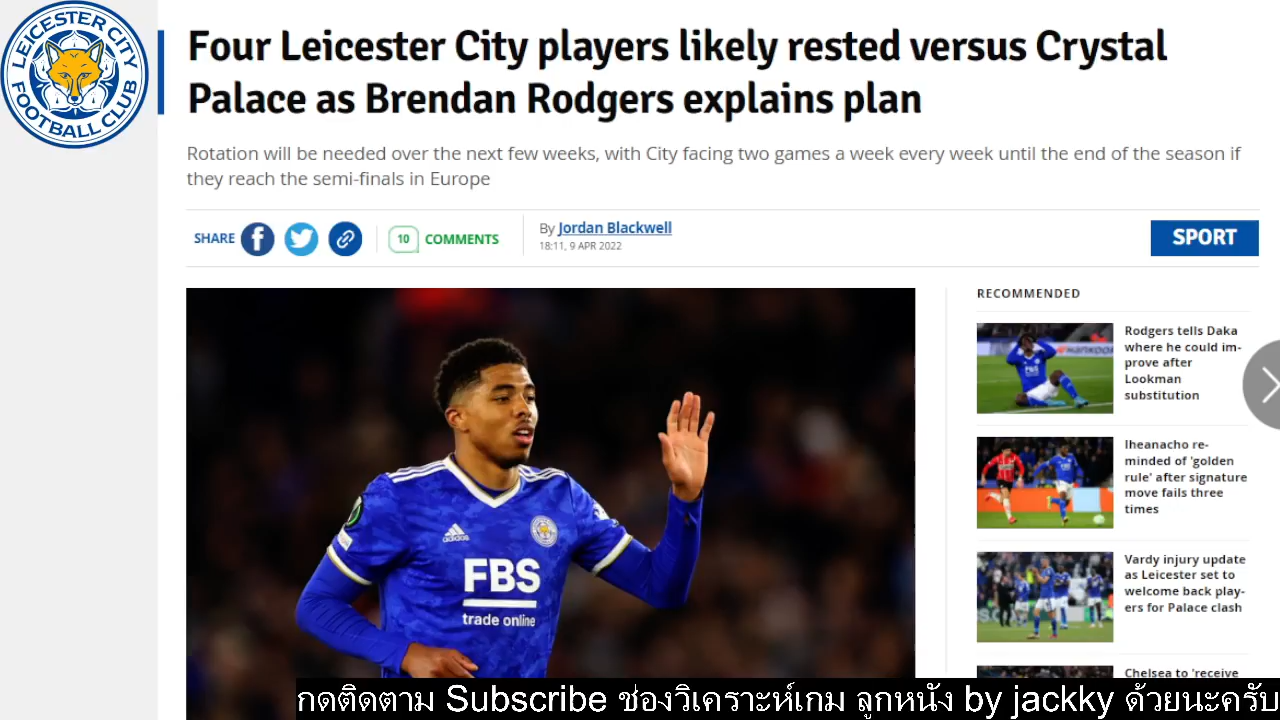 LEICESTER CITY
FOOTBALL CLUB
Four Leicester City players likely rested versus Crystal
Palace as Brendan Rodgers explains plan
Rotation will be needed over the next few weeks, with City facing two games a week every week until the end of the season if
they reach the semi-finals in Europe
SHARE
10 COMMENTS
By Jordan Blackwell
18:11, 9 APR 2022
SPORT
adidas
FBS
trade online
RECOMMENDED
Rodgers tells Daka
where he could im-
prove after
Lookman
substitution
Iheanacho re-
minded of 'golden
rule' after signature
move fails three
times
Vardy injury update
as Leicester set to
welcome back play-
ers for Palace clash
Chelsea to 'receive
กดติดตาม Subscribe ช่องวิเคราะห์เกม ลูกหนัง by jackky ด้วยนะครับ